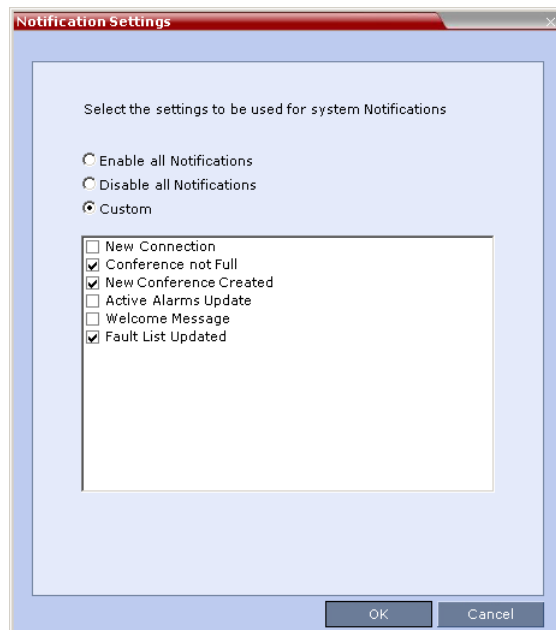 Notification Settings
Select the settings to be used for system Notifications
Enable all Notifications
Disable all Notifications
Custom
New Connection
Conference not Full
New Conference Created
Active Alarms Update
Welcome Message
Fault List Updated
OK
Cancel